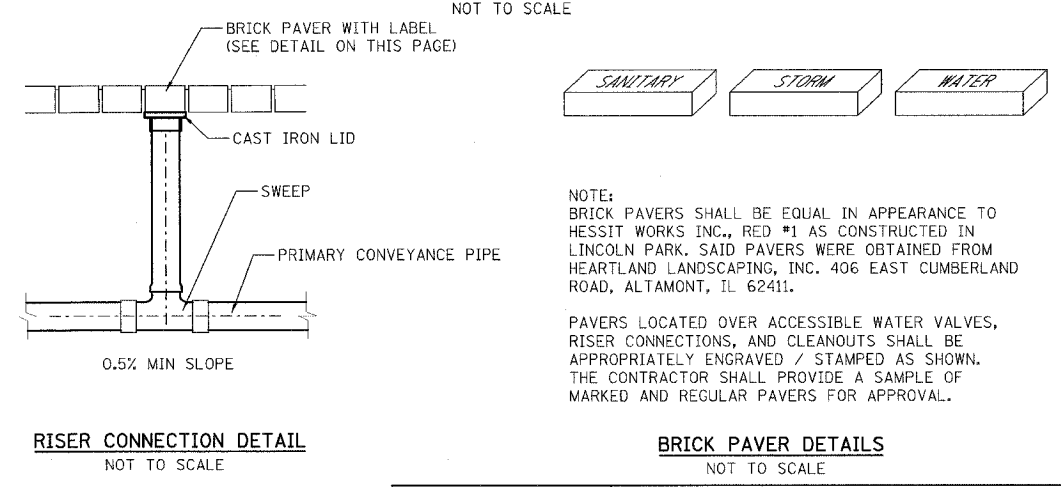 NOT TO SCALE
BRICK PAVER WITH LABEL
(SEE DETAIL ON THIS PAGE)
CAST IRON LID
SWEEP
PRIMARY CONVEYANCE PIPE
0.5% MIN SLOPE
RISER CONNECTION DETAIL
NOT TO SCALE
SANITARY
STORM
WATER
NOTE:
BRICK PAVERS SHALL BE EQUAL IN APPEARANCE TO
HESSIT WORKS INC., RED #1 AS CONSTRUCTED IN
LINCOLN PARK. SAID PAVERS WERE OBTAINED FROM
HEARTLAND LANDSCAPING, INC. 406 EAST CUMBERLAND
ROAD, ALTAMONT, IL 62411.
PAVERS LOCATED OVER ACCESSIBLE WATER VALVES,
RISER CONNECTIONS, AND CLEANOUTS SHALL BE
APPROPRIATELY ENGRAVED / STAMPED AS SHOWN.
THE CONTRACTOR SHALL PROVIDE A SAMPLE OF
MARKED AND REGULAR PAVERS FOR APPROVAL.
BRICK PAVER DETAILS
NOT TO SCALE